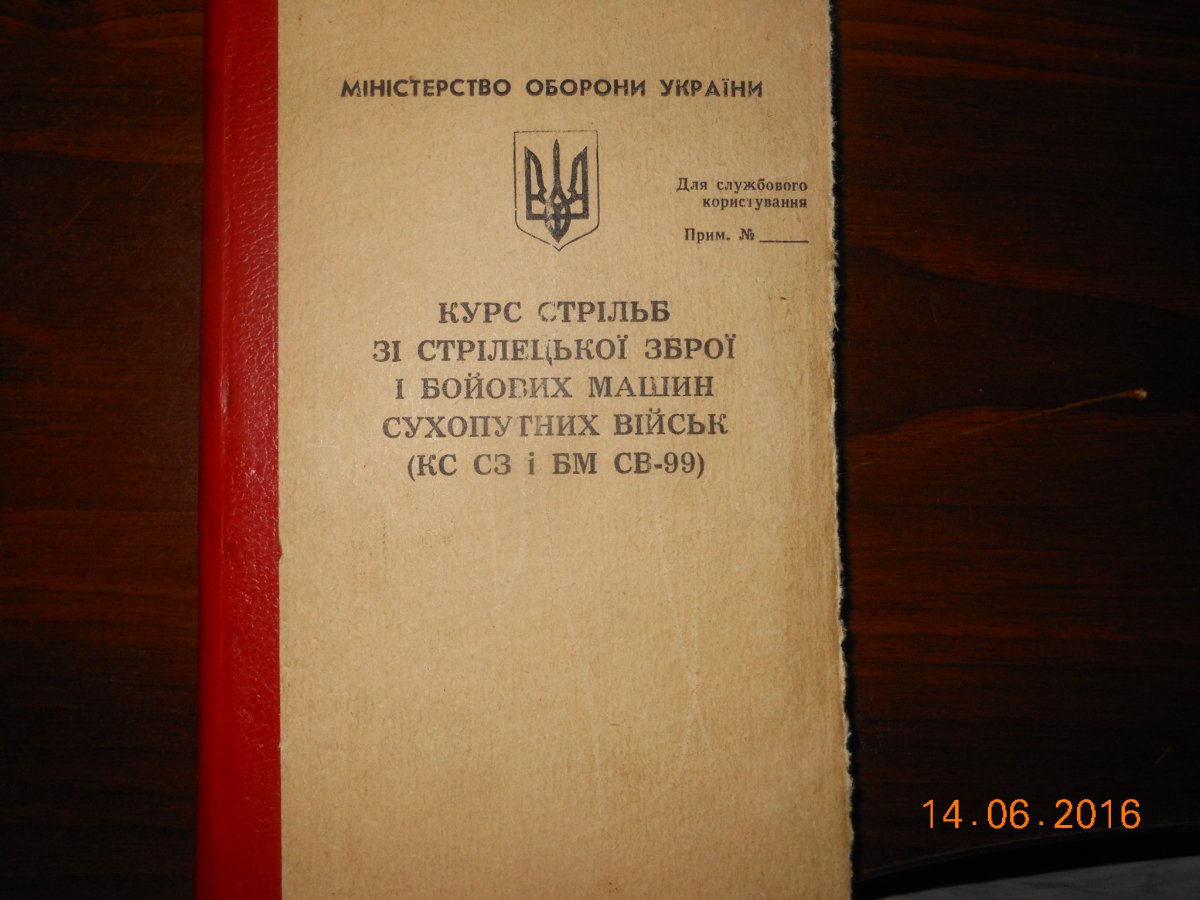 МІНІСТЕРСТВО ОБОРОНИ УКРАЇНИ
Для службового
користування
Прим. №_____
КУРС СТРІЛЬБ
ЗІ СТРІЛЕЦЬКОЇ ЗБРОЇ
І БОЙОВИХ МАШИН
СУХОПУТНИХ ВІЙСЬК
(КС СЗ і БМ СВ-99)
14.06.2016